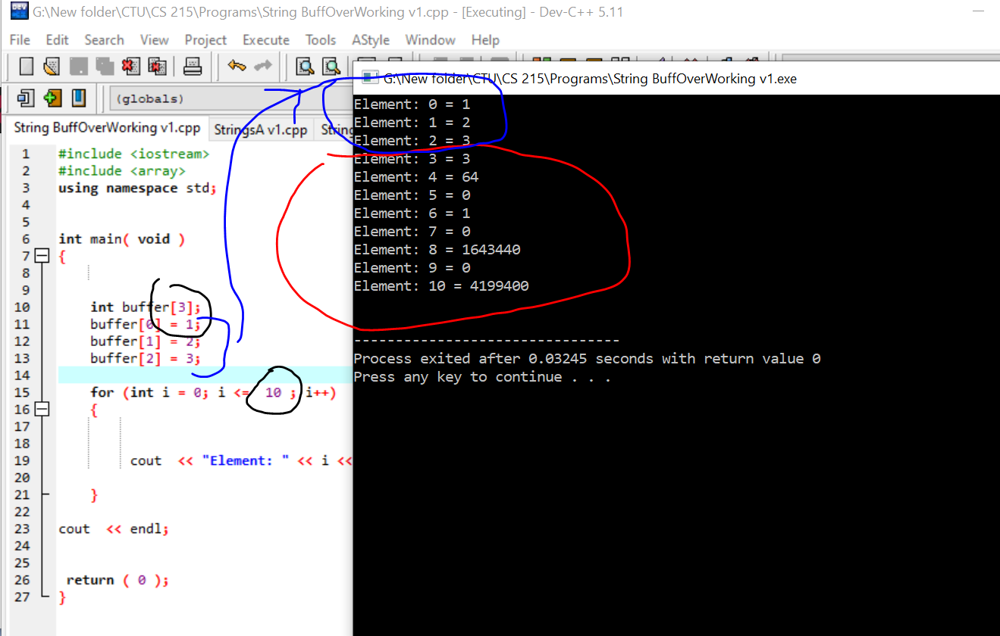 G:\New folder\CTU\CS 215\Programs\String BuffOverWorking v1.cpp - [Executing] - Dev-C++ 5.11
File Edit Search View Project Execute Tools AStyle Window Help
(globals)
String BuffOverWorking v1.cpp StringsA v1.cpp
1 #include <iostream>
2 #include <array>
3 using namespace std;
4
5
6 int main( void )
7 {
8
9
10 int buffer[3];
11 buffer[0] = 1;
12 buffer[1] = 2;
13 buffer[2] = 3;
14
15 for (int i = 0; i <= 10 ; i++)
16 {
17
18
19 cout << "Element: " << i <<
20
21 }
22
23 cout << endl;
24
25
26 return ( 0 );
27 }
G:\New folder\CTU\CS 215\Programs\String BuffOverWorking v1.exe
Element: 0 = 1
Element: 1 = 2
Element: 2 = 3
Element: 3 = 3
Element: 4 = 64
Element: 5 = 0
Element: 6 = 1
Element: 7 = 0
Element: 8 = 1643440
Element: 9 = 0
Element: 10 = 4199400
--------------------------------
Process exited after 0.03245 seconds with return value 0
Press any key to continue . . .